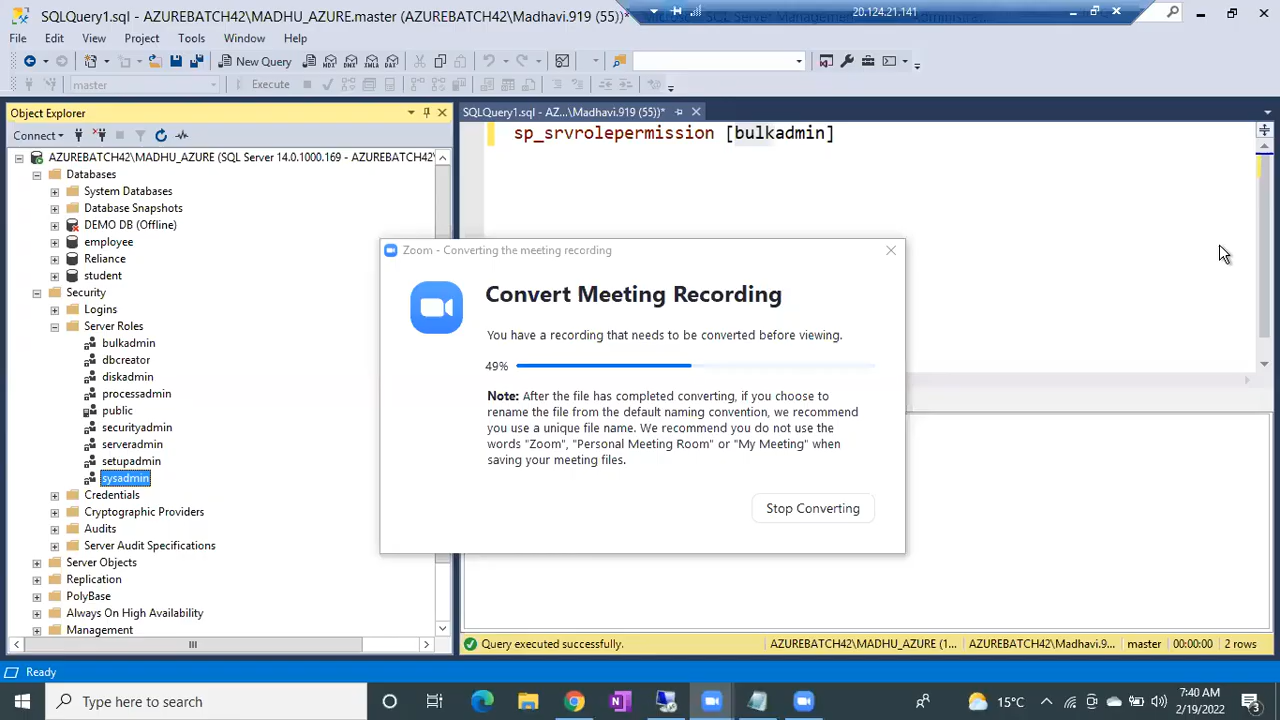 SQLQuery1.sql - AZUREBATCH42\MADHU_AZURE.master (AZUREBATCH42\Madhavi.919 (55))*
20.124.21.141
File Edit View Project Tools Window Help
New Query
master
Execute
Object Explorer
SQLQuery1.sql - AZ...\Madhavi.919 (55))*
Connect
sp_srvrolepermission [bulkadmin]
AZUREBATCH42\MADHU_AZURE (SQL Server 14.0.1000.169 - AZUREBATCH42\
Databases
System Databases
Database Snapshots
DEMO DB (Offline)
employee
Reliance
student
Security
Logins
Server Roles
bulkadmin
dbcreator
diskadmin
processadmin
public
securityadmin
serveradmin
setupadmin
sysadmin
Credentials
Cryptographic Providers
Audits
Server Audit Specifications
Server Objects
Replication
PolyBase
Always On High Availability
Management
Zoom - Converting the meeting recording
Convert Meeting Recording
You have a recording that needs to be converted before viewing.
49%
Note: After the file has completed converting, if you choose to
rename the file from the default naming convention, we recommend
you use a unique file name. We recommend you do not use the
words "Zoom", "Personal Meeting Room" or "My Meeting" when
saving your meeting files.
Stop Converting
Query executed successfully.
AZUREBATCH42\MADHU_AZURE (1... AZUREBATCH42\Madhavi.9... master 00:00:00 2 rows
Ready
Type here to search
15°C
7:40 AM
2/19/2022
3